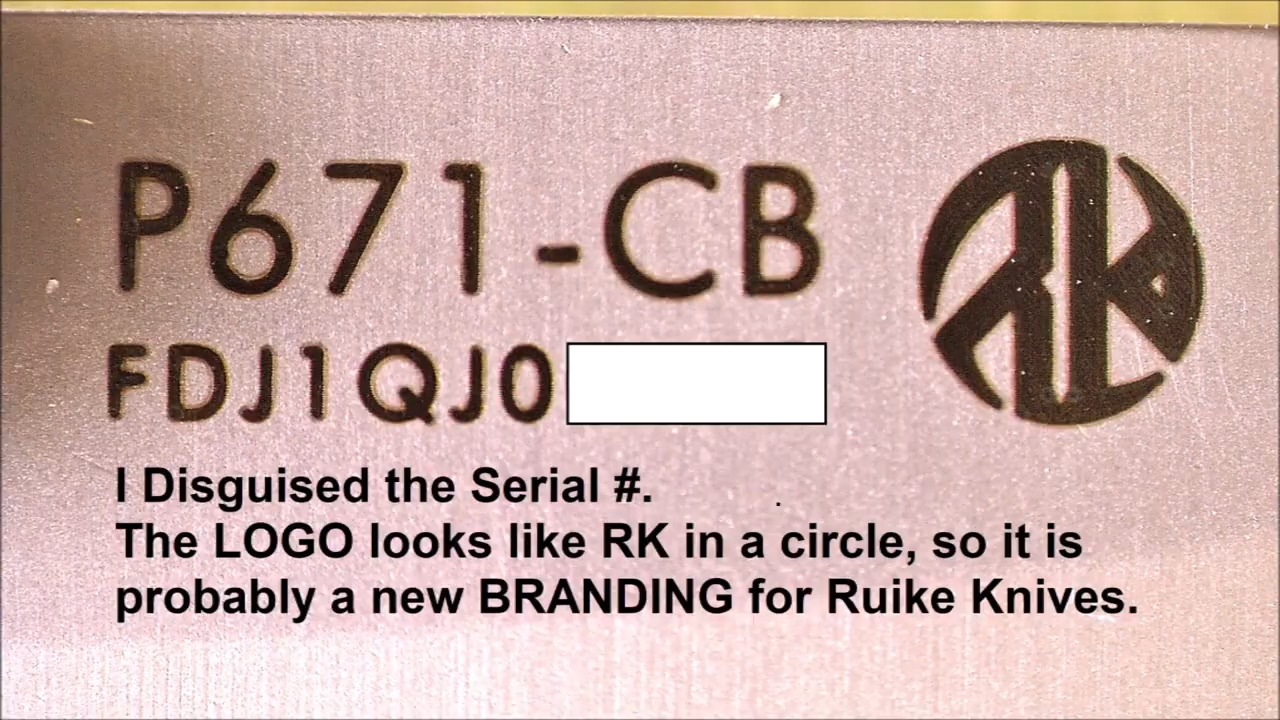 P671-CB
RK
FDJ1QJ0
I Disguised the Serial #.
The LOGO looks like RK in a circle, so it is
probably a new BRANDING for Ruike Knives.